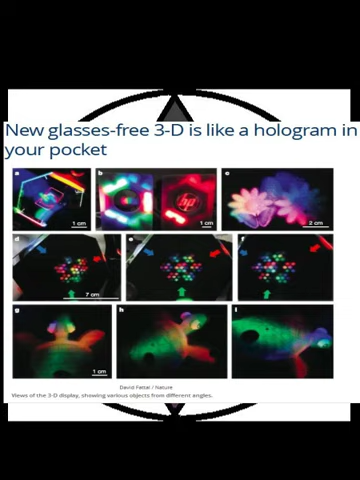 New glasses-free 3-D is like a hologram in
your pocket
a b c
1 cm 1 cm 2 cm
hp
d e f
7 cm
g h i
1 cm
David Fattal / Nature
Views of the 3-D display, showing various objects from different angles.